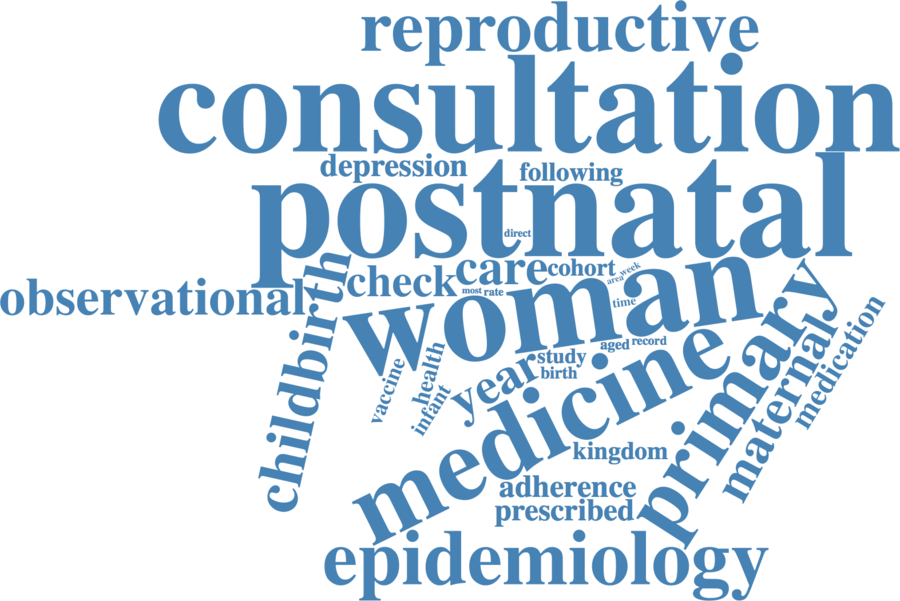 reproductive
consultation
depression
following
postnatal
direct
care
cohort
check
area
week
most
rate
observational
childbirth
woman
time
primary
maternal
medication
vaccine
health
infant
year
study
birth
aged
record
medicine
kingdom
adherence
prescribed
epidemiology